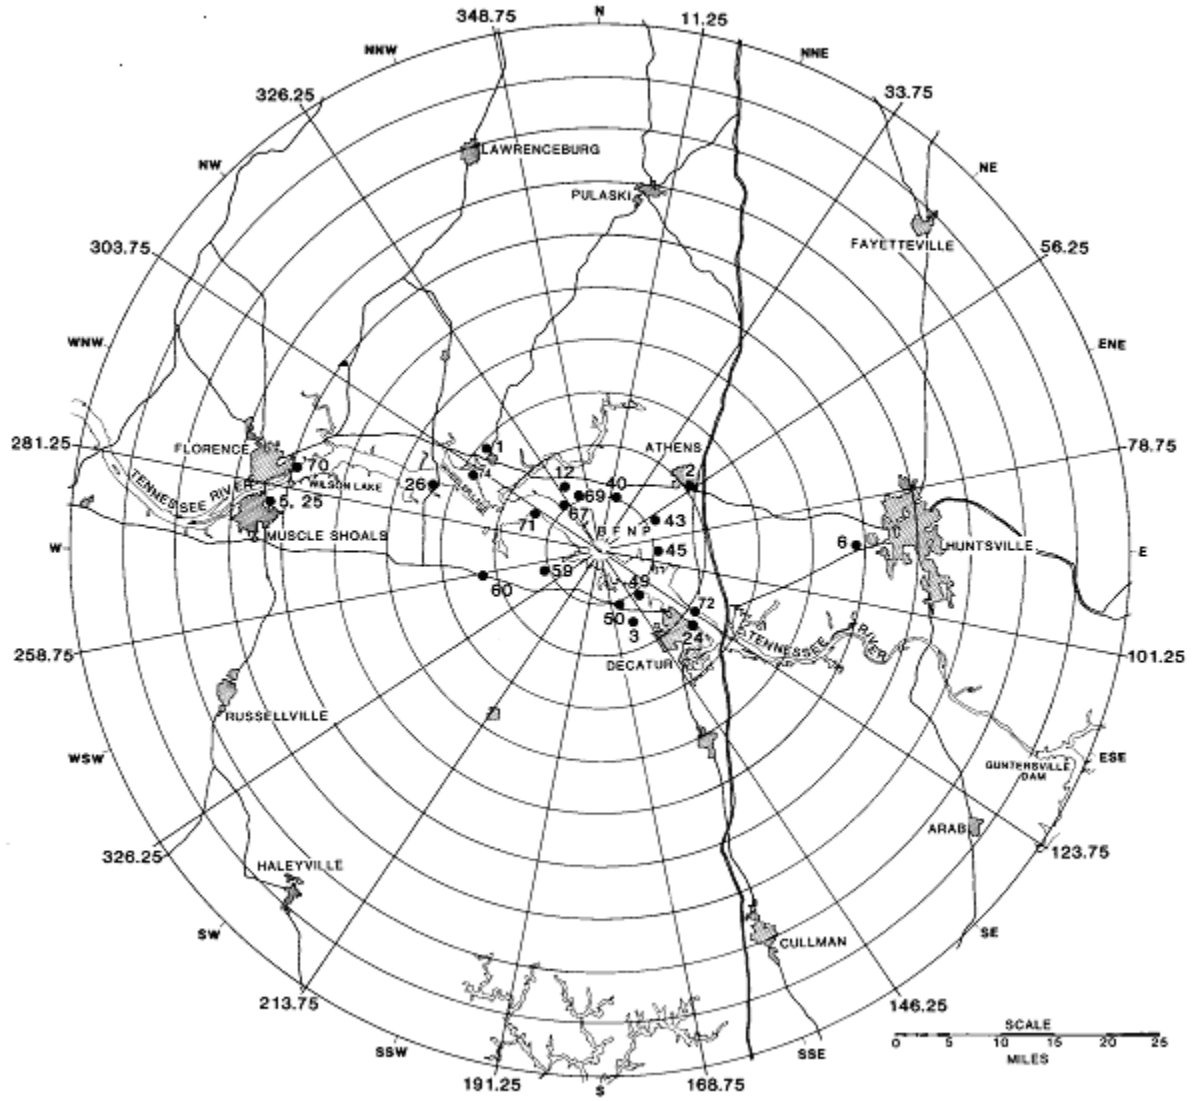 N
348.75
11.25
NNW
NNE
326.25
33.75
LAWRENCEBURG
NW
NE
PULASKI
FAYETTEVILLE
303.75
56.25
WNW
ENE
281.25
FLORENCE
ATHENS
78.75
1
70
74
2
TENNESSEE RIVER
WILSON LAKE
26
12
69
40
5, 25
67
71
43
MUSCLE SHOALS
B F N P
W
45
6
HUNTSVILLE
E
59
60
49
72
50
3
24
TENNESSEE RIVER
DECATUR
258.75
101.25
RUSSELLVILLE
WSW
GUNTERSVILLE
DAM
ESE
ARAB
326.25
123.75
HALEYVILLE
SW
SE
CULLMAN
213.75
146.25
SCALE
0 5 10 15 20 25
MILES
SSW
SSE
191.25
168.75
S